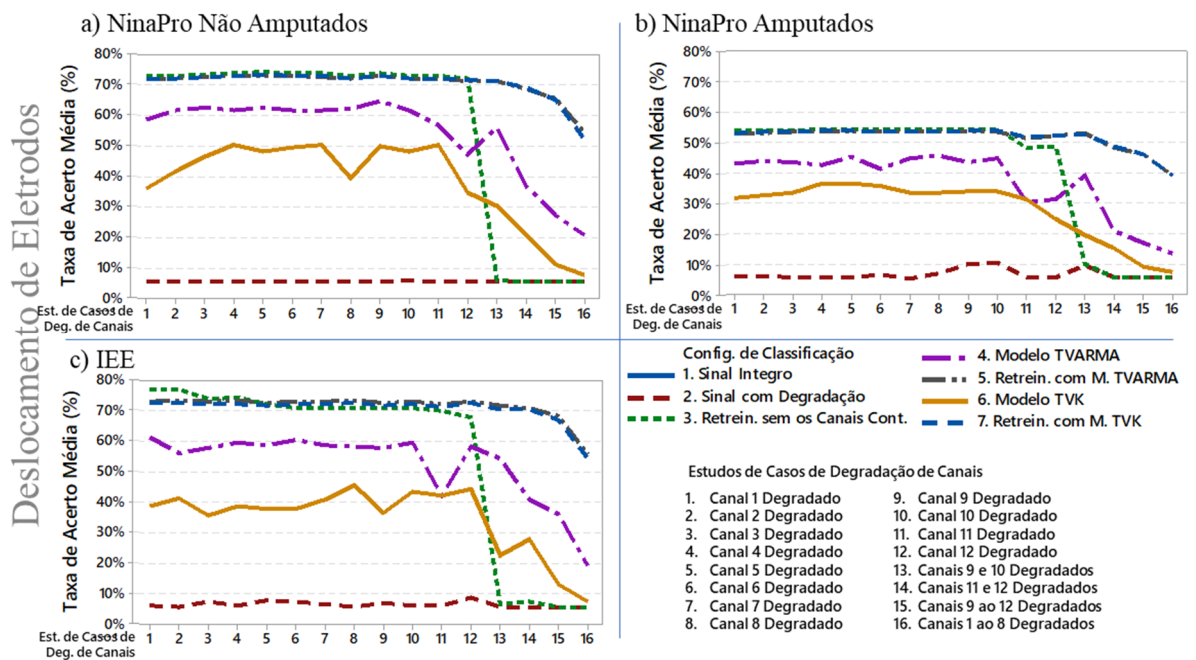 Deslocamento de Eletrodos
a) NinaPro Não Amputados
Taxa de Acerto Média (%)
80%
70%
60%
50%
40%
30%
20%
10%
0%
Est. de Casos de
Deg. de Canais
1 2 3 4 5 6 7 8 9 10 11 12 13 14 15 16
b) NinaPro Amputados
Taxa de Acerto Média (%)
80%
70%
60%
50%
40%
30%
20%
10%
0%
Est. de Casos de
Deg. de Canais
1 2 3 4 5 6 7 8 9 10 11 12 13 14 15 16
c) IEE
Taxa de Acerto Média (%)
80%
70%
60%
50%
40%
30%
20%
10%
0%
Est. de Casos de
Deg. de Canais
1 2 3 4 5 6 7 8 9 10 11 12 13 14 15 16
Config. de Classificação
1. Sinal Integro
2. Sinal com Degradação
3. Retrein. sem os Canais Cont.
4. Modelo TVARMA
5. Retrein. com M. TVARMA
6. Modelo TVK
7. Retrein. com M. TVK
Estudos de Casos de Degradação de Canais
1. Canal 1 Degradado
2. Canal 2 Degradado
3. Canal 3 Degradado
4. Canal 4 Degradado
5. Canal 5 Degradado
6. Canal 6 Degradado
7. Canal 7 Degradado
8. Canal 8 Degradado
9. Canal 9 Degradado
10. Canal 10 Degradado
11. Canal 11 Degradado
12. Canal 12 Degradado
13. Canais 9 e 10 Degradados
14. Canais 11 e 12 Degradados
15. Canais 9 ao 12 Degradados
16. Canais 1 ao 8 Degradados